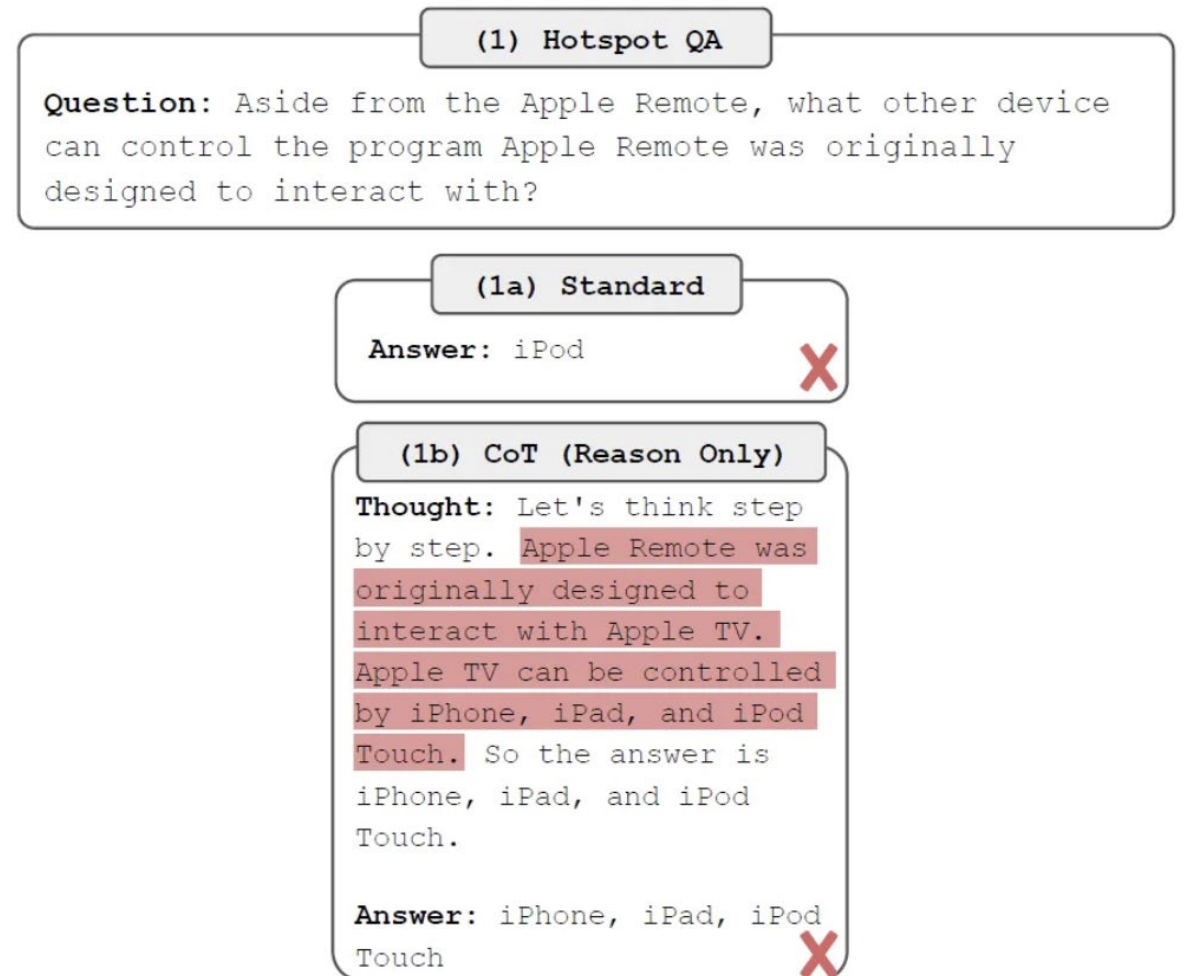 (1) Hotspot QA
Question: Aside from the Apple Remote, what other device
can control the program Apple Remote was originally
designed to interact with?
(1a) Standard
Answer: iPod
(1b) CoT (Reason Only)
Thought: Let's think step
by step. Apple Remote was
originally designed to
interact with Apple TV.
Apple TV can be controlled
by iPhone, iPad, and iPod
Touch. So the answer is
iPhone, iPad, and iPod
Touch.
Answer: iPhone, iPad, iPod
Touch